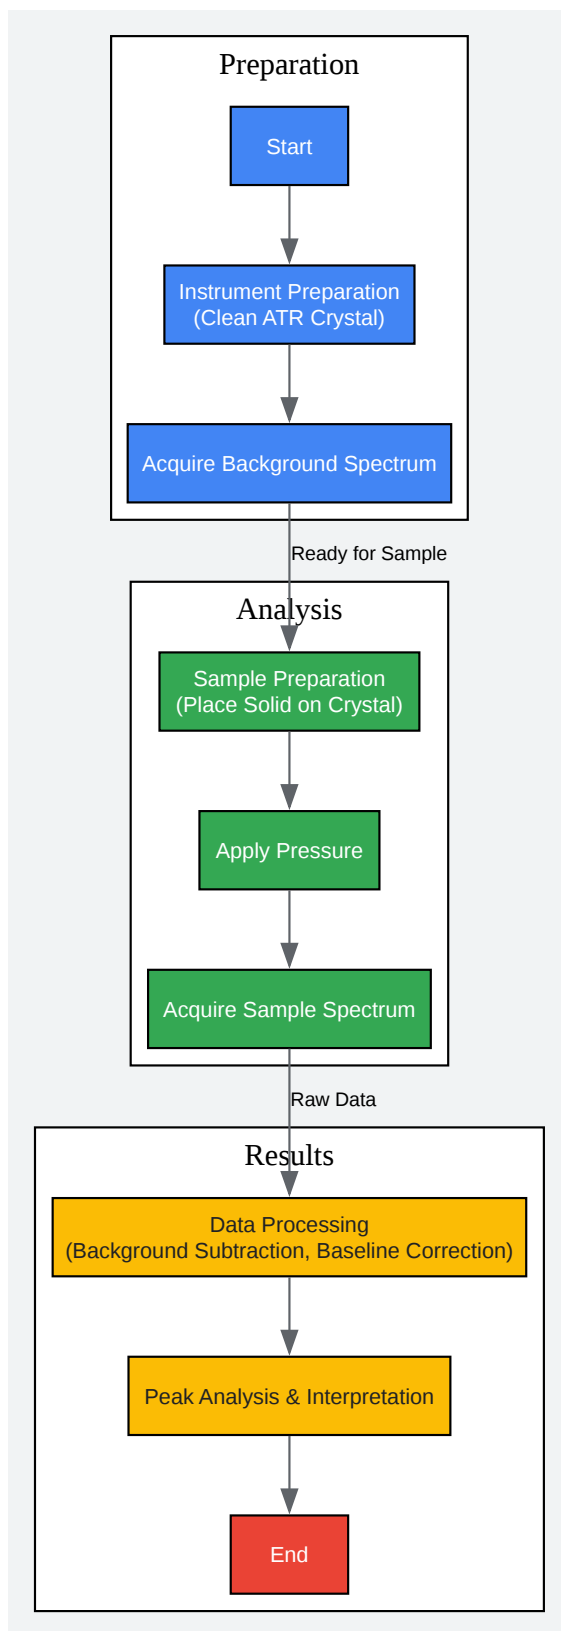 Preparation
Start
Instrument Preparation
(Clean ATR Crystal)
Acquire Background Spectrum
Ready for Sample
Analysis
Sample Preparation
(Place Solid on Crystal)
Apply Pressure
Acquire Sample Spectrum
Raw Data
Results
Data Processing
(Background Subtraction, Baseline Correction)
Peak Analysis & Interpretation
End